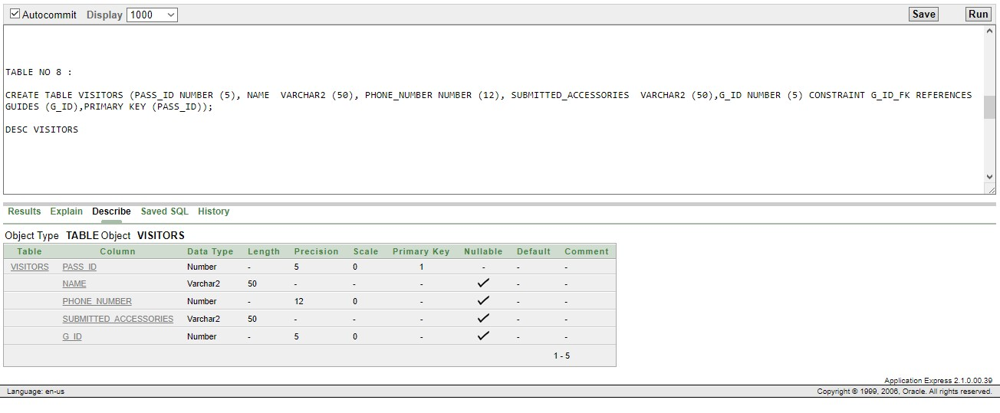 Autocommit Display 1000 Save Run
TABLE NO 8 :
CREATE TABLE VISITORS (PASS_ID NUMBER (5), NAME  VARCHAR2 (50), PHONE_NUMBER NUMBER (12), SUBMITTED_ACCESSORIES  VARCHAR2 (50),G_ID NUMBER (5) CONSTRAINT G_ID_FK REFERENCES
GUIDES (G_ID),PRIMARY KEY (PASS_ID));
DESC VISITORS
Results Explain Describe Saved SQL History
Object Type TABLE Object VISITORS
Table Column Data Type Length Precision Scale Primary Key Nullable Default Comment
VISITORS PASS_ID Number - 5 0 1 - - -
NAME Varchar2 50 - - - ✓ - -
PHONE_NUMBER Number - 12 0 - ✓ - -
SUBMITTED_ACCESSORIES Varchar2 50 - - - ✓ - -
G_ID Number - 5 0 - ✓ - -
1 - 5
Application Express 2.1.0.00.39
Language: en-us Copyright © 1999, 2006, Oracle. All rights reserved.